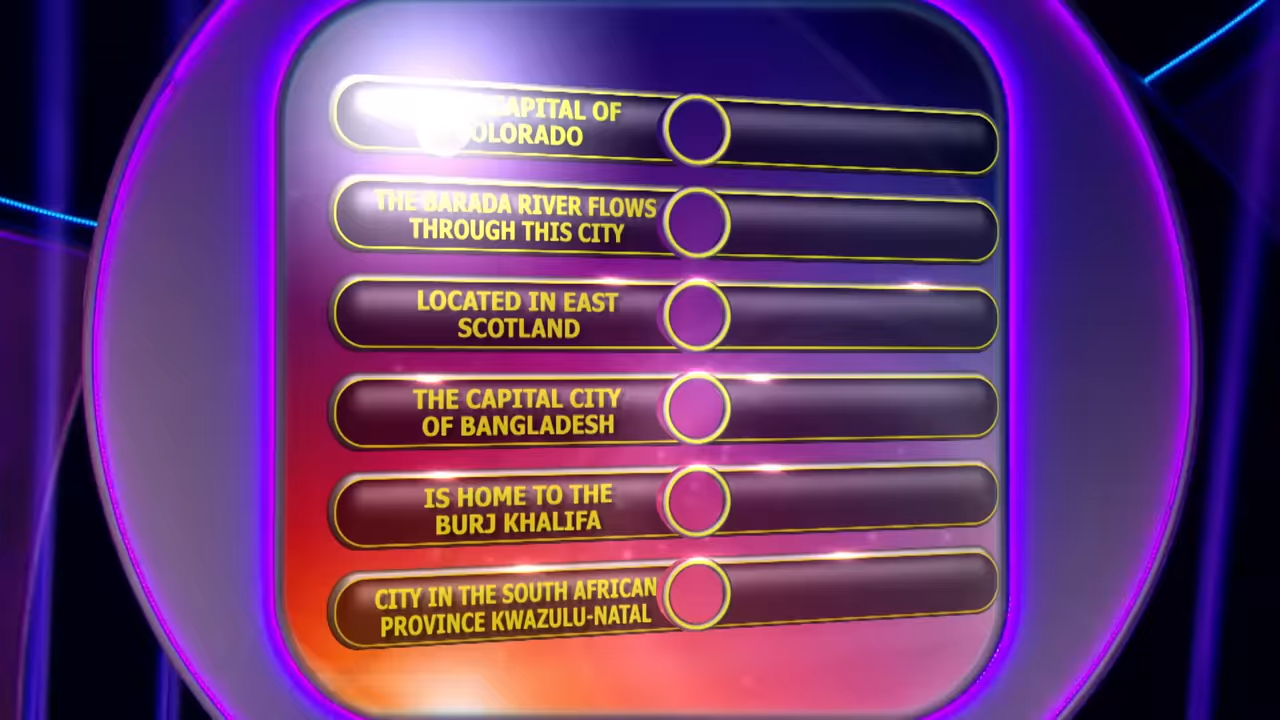 CAPITAL OF
COLORADO
THE BARADA RIVER FLOWS
THROUGH THIS CITY
LOCATED IN EAST
SCOTLAND
THE CAPITAL CITY
OF BANGLADESH
IS HOME TO THE
BURJ KHALIFA
CITY IN THE SOUTH AFRICAN
PROVINCE KWAZULU-NATAL